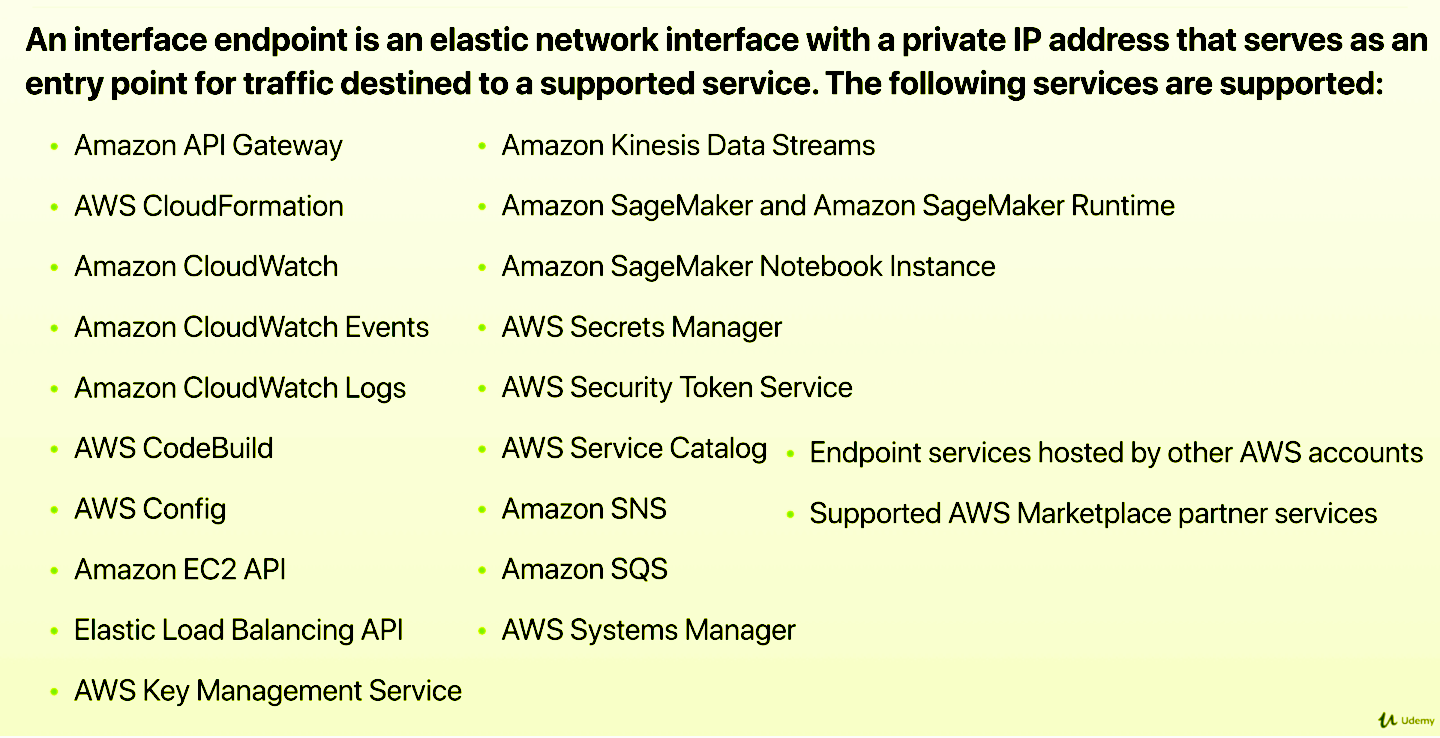 An interface endpoint is an elastic network interface with a private IP address that serves as an
entry point for traffic destined to a supported service. The following services are supported:
• Amazon API Gateway
• AWS CloudFormation
• Amazon CloudWatch
• Amazon CloudWatch Events
• Amazon CloudWatch Logs
• AWS CodeBuild
• AWS Config
• Amazon EC2 API
• Elastic Load Balancing API
• AWS Key Management Service
• Amazon Kinesis Data Streams
• Amazon SageMaker and Amazon SageMaker Runtime
• Amazon SageMaker Notebook Instance
• AWS Secrets Manager
• AWS Security Token Service
• AWS Service Catalog
• Amazon SNS
• Amazon SQS
• AWS Systems Manager
• Endpoint services hosted by other AWS accounts
• Supported AWS Marketplace partner services
Udemy